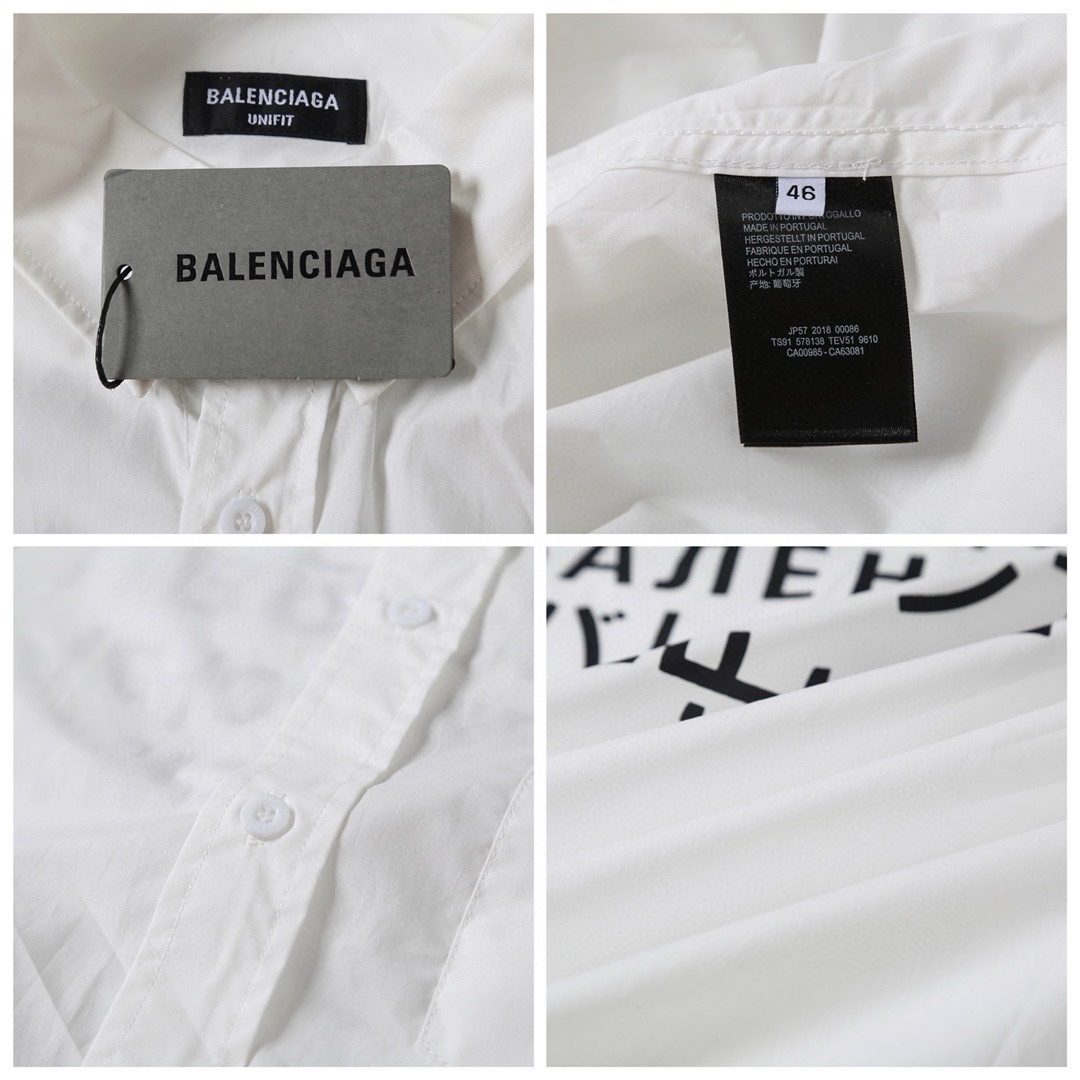 BALENCIAGA
UNIFIT
BALENCIAGA
46
PRODOTTO IN PORTOGALLO
MADE IN PORTUGAL
HERGESTELLT IN PORTUGAL
FABRIQUE EN PORTUGAL
HECHO EN PORTURAI
ポルトガル製
产地: 葡萄牙
JP57 2018 00086
TS91 578138 TEV51 9610
CA00985 - CA63081